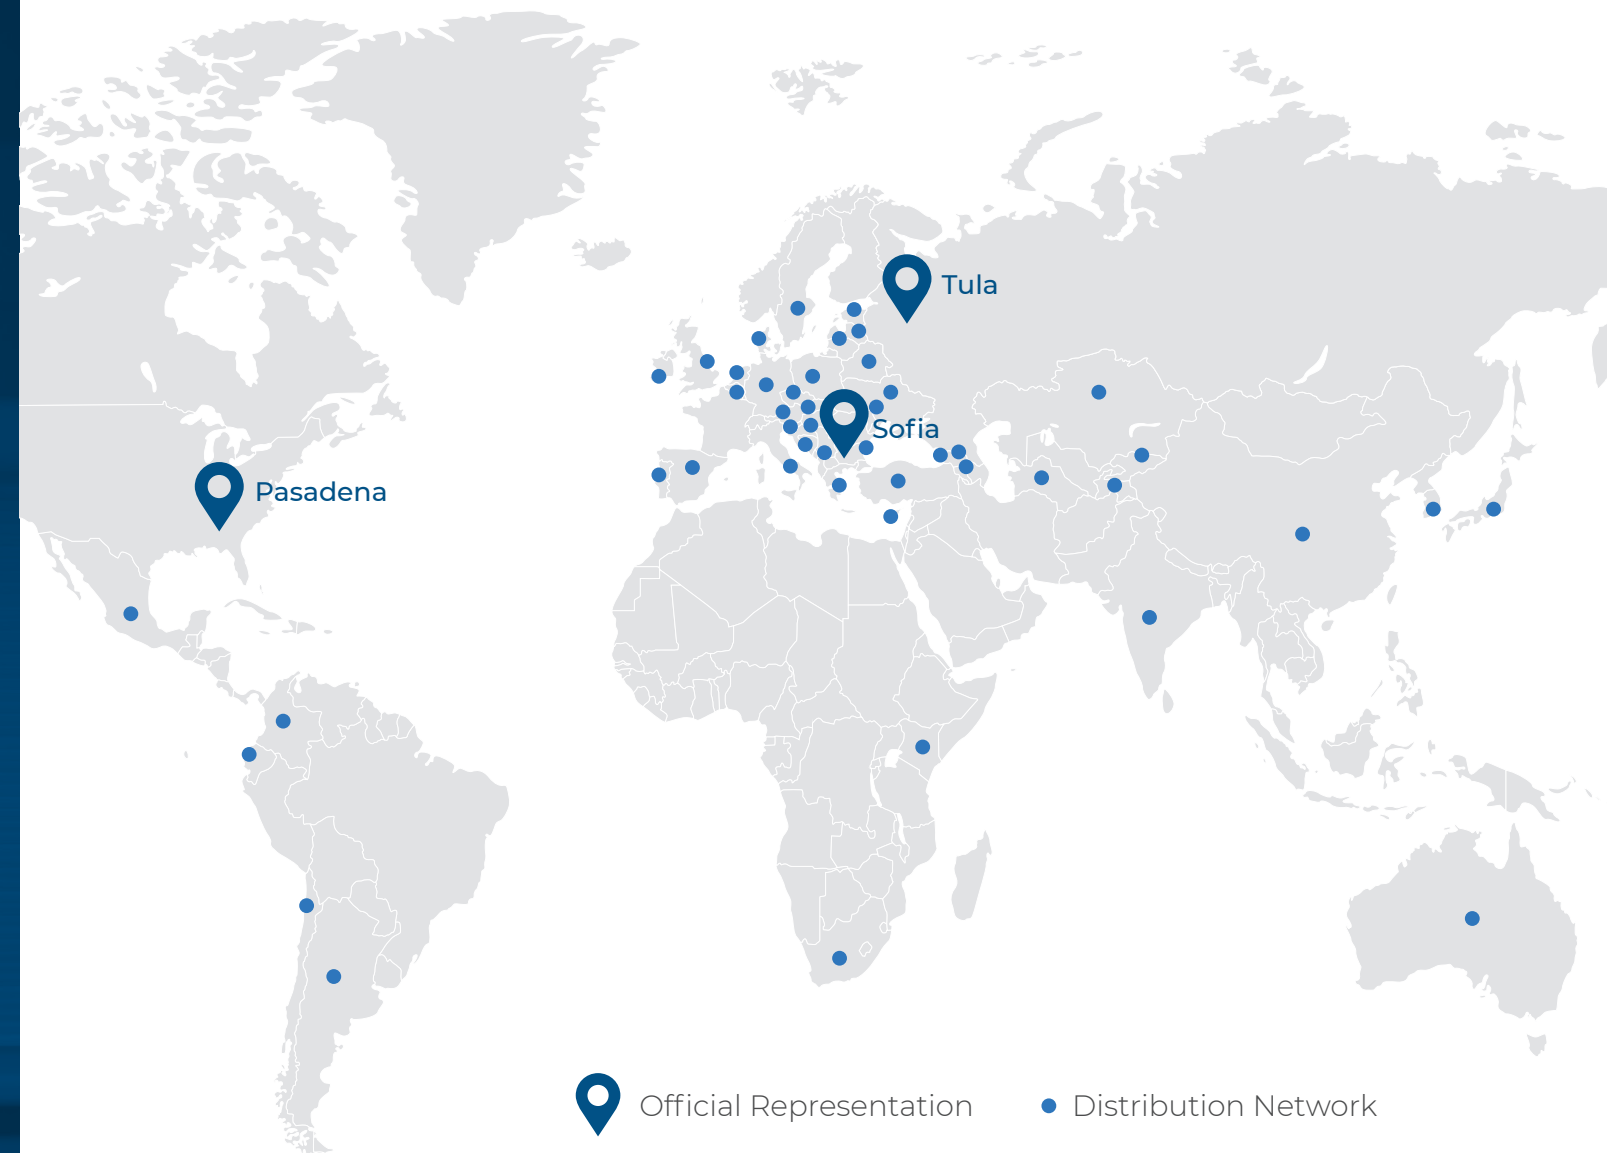 Tula
Sofia
Pasadena
Official Representation
Distribution Network